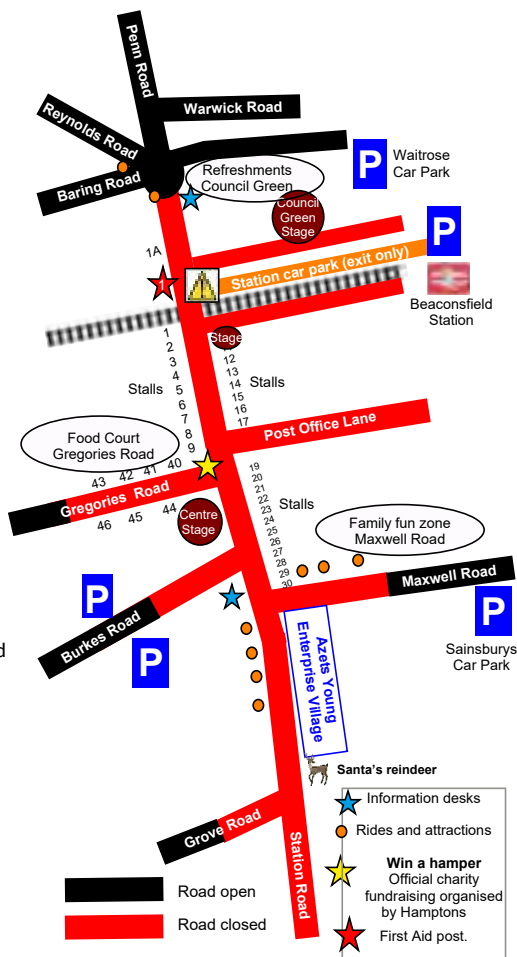 Penn Road
Warwick Road
Reynolds Road
P
Waitrose
Car Park
Refreshments
Council Green
Baring Road
Council
Green
Stage
P
1A
Station car park (exit only)
1
Beaconsfield
Station
1
2
3
4
5
6
7
8
9
Stalls
Stage
12
13
14
15
16
17
Stalls
Post Office Lane
Food Court
Gregories Road
43 42 41 40
Gregories Road
46 45 44
Centre
Stage
19
20
21
22
23
24
25
26
27
28
29
30
Stalls
Family fun zone
Maxwell Road
Maxwell Road
P
Burkes Road
P
P
Sainsburys
Car Park
d
Azets Young
Enterprise Village
Santa's reindeer
Grove Road
Station Road
Information desks
Rides and attractions
Win a hamper
Official charity
fundraising organised
by Hamptons
First Aid post.
Road open
Road closed